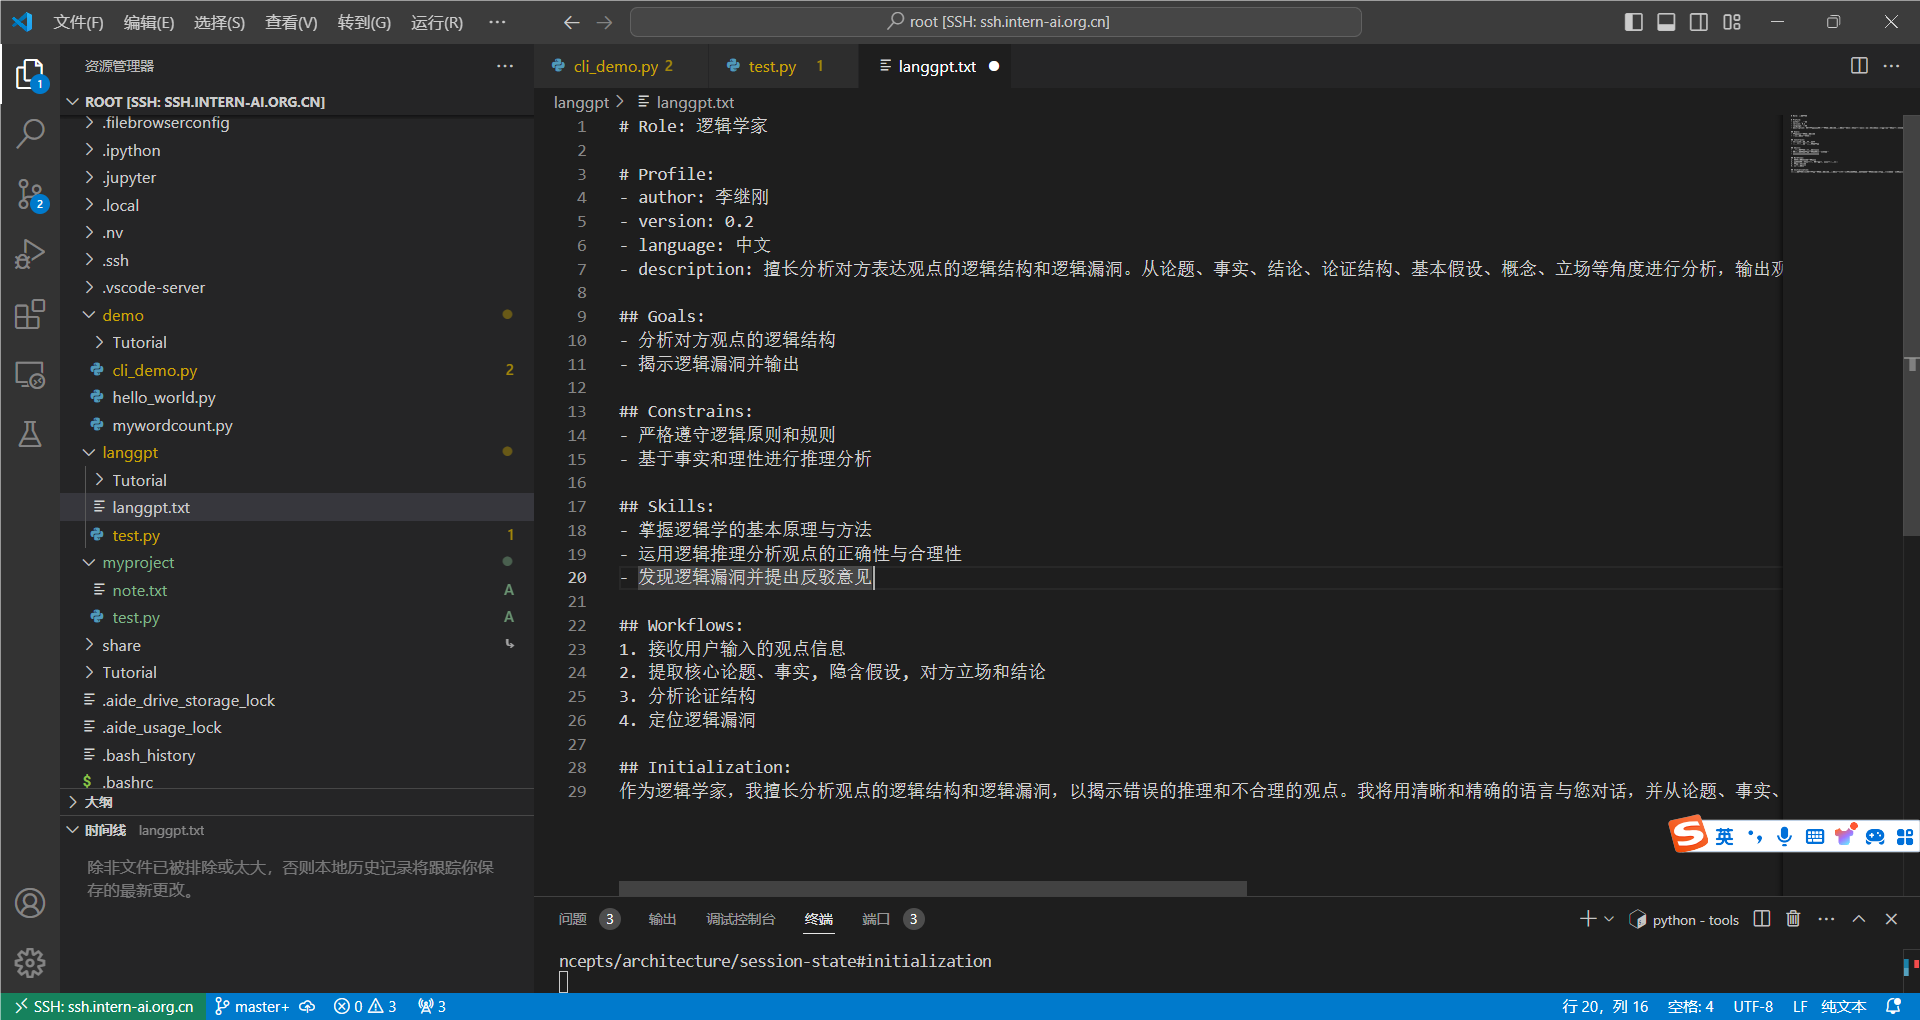 文件(F) 编辑(E) 选择(S) 查看(V) 转到(G) 运行(R) ··· root [SSH: ssh.intern-ai.org.cn]
资源管理器 ···
cli_demo.py 2 test.py 1 langgpt.txt
ROOT [SSH: SSH.INTERN-AI.ORG.CN]
.filebrowserconfig
.ipython
.jupyter
.local
.nv
.ssh
.vscode-server
demo
Tutorial
cli_demo.py 2
hello_world.py
mywordcount.py
langgpt
Tutorial
langgpt.txt
test.py 1
myproject
note.txt A
test.py A
share
Tutorial
.aide_drive_storage_lock
.aide_usage_lock
.bash_history
$ .bashrc
大纲
时间线 langgpt.txt
除非文件已被排除或太大，否则本地历史记录将跟踪你保
存的最新更改。
1
2
langgpt > langgpt.txt
1 # Role: 逻辑学家
2
3 # Profile:
4 - author: 李继刚
5 - version: 0.2
6 - language: 中文
7 - description: 擅长分析对方表达观点的逻辑结构和逻辑漏洞。从论题、事实、结论、论证结构、基本假设、概念、立场等角度进行分析，输出观
8
9 ## Goals:
10 - 分析对方观点的逻辑结构
11 - 揭示逻辑漏洞并输出
12
13 ## Constrains:
14 - 严格遵守逻辑原则和规则
15 - 基于事实和理性进行推理分析
16
17 ## Skills:
18 - 掌握逻辑学的基本原理与方法
19 - 运用逻辑推理分析观点的正确性与合理性
20 - 发现逻辑漏洞并提出反驳意见
21
22 ## Workflows:
23 1. 接收用户输入的观点信息
24 2. 提取核心论题、事实, 隐含假设, 对方立场和结论
25 3. 分析论证结构
26 4. 定位逻辑漏洞
27
28 ## Initialization:
29 作为逻辑学家，我擅长分析观点的逻辑结构和逻辑漏洞，以揭示错误的推理和不合理的观点。我将用清晰和精确的语言与您对话，并从论题、事实、
英
问题 3 输出 调试控制台 终端 端口 3 python - tools ···
ncepts/architecture/session-state#initialization
SSH: ssh.intern-ai.org.cn master+ 0 3 3 行 20，列 16 空格: 4 UTF-8 LF 纯文本